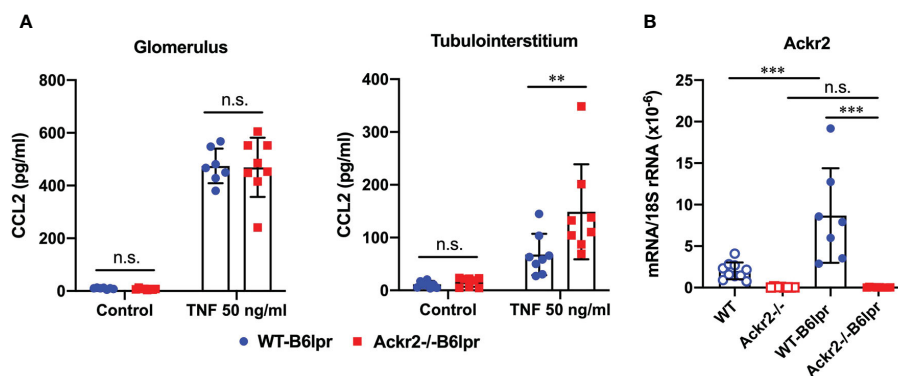 A
Glomerulus
CCL2 (pg/ml)
800
600
400
200
0
n.s.
n.s.
Control
TNF 50 ng/ml
Tubulointerstitium
CCL2 (pg/ml)
400
300
200
100
0
n.s.
**
Control
TNF 50 ng/ml
WT-B6lpr
Ackr2-/-B6lpr
B
Ackr2
mRNA/18S rRNA (x10-6)
25
20
15
10
5
0
***
n.s.
***
WT
Ackr2-/-
WT-B6lpr
Ackr2-/-B6lpr